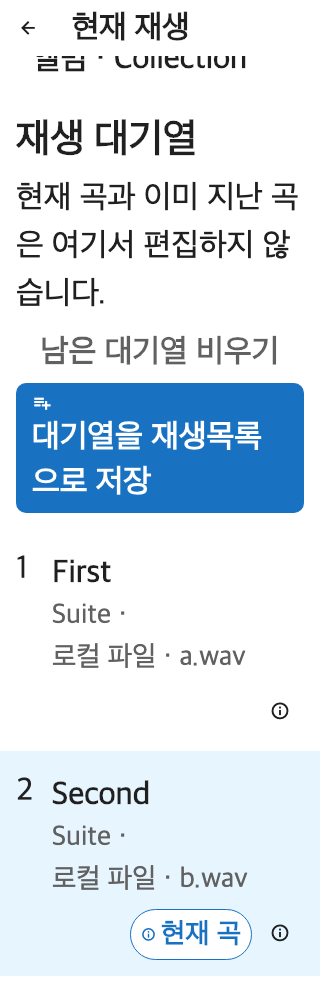 현재 재생
앨범 · Collection
재생 대기열
현재 곡과 이미 지난 곡
은 여기서 편집하지 않
습니다.
남은 대기열 비우기
대기열을 재생목록
으로 저장
1 First
Suite ·
로컬 파일 · a.wav
2 Second
Suite ·
로컬 파일 · b.wav
현재 곡